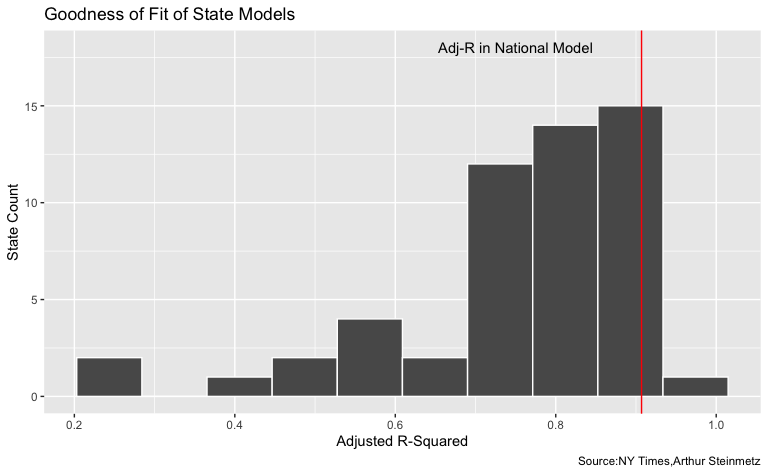 Goodness of Fit of State Models
Adj-R in National Model
State Count
15
10
5
0
0.2
0.4
0.6
0.8
1.0
Adjusted R-Squared
Source:NY Times,Arthur Steinmetz